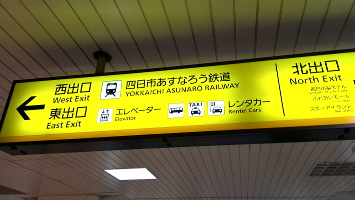 西出口
West Exit
東出口
East Exit
四日市あすなろう鉄道
YOKKAICHI ASUNAROU RAILWAY
エレベーター
Elevator
TAXI
レンタカー
Rental Cars
北出口
North Exit